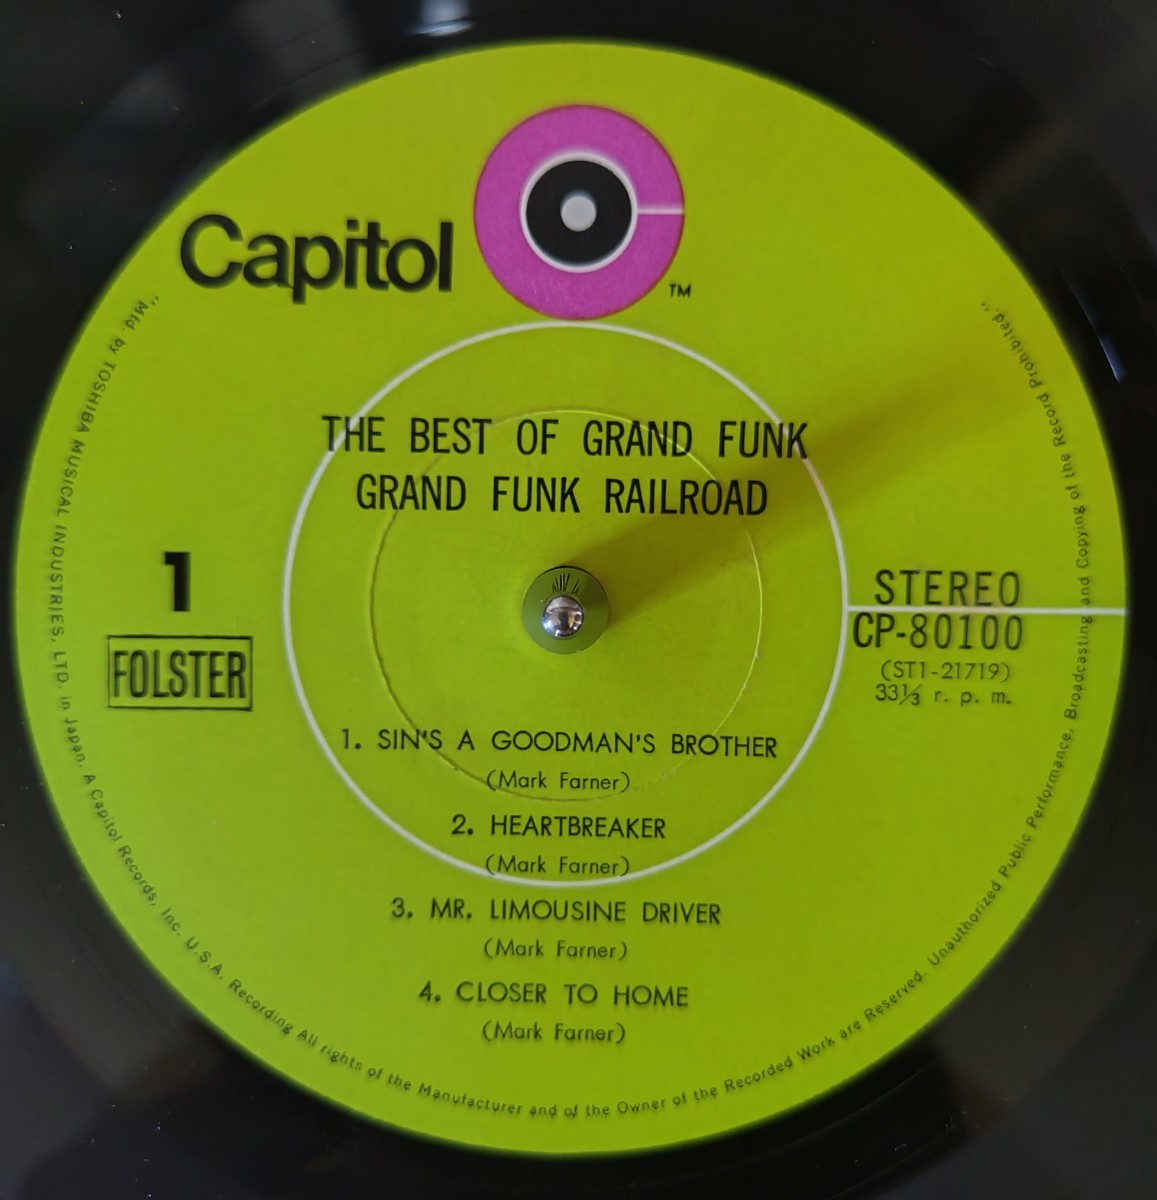 Capitol
TM
THE BEST OF GRAND FUNK
GRAND FUNK RAILROAD
1
FOLSTER
STEREO
CP-80100
(ST1-21719)
33⅓ r. p. m.
1. SIN'S A GOODMAN'S BROTHER
(Mark Farner)
2. HEARTBREAKER
(Mark Farner)
3. MR. LIMOUSINE DRIVER
(Mark Farner)
4. CLOSER TO HOME
(Mark Farner)
"Mfd. by TOSHIBA MUSICAL INDUSTRIES, LTD. in Japan. A Capitol Records, Inc. U.S.A. Recording All rights of the Manufacturer and of the Owner of the Recorded Work are Reserved. Unauthorized Public Performance, Broadcasting and Copying of the Record Prohibited."